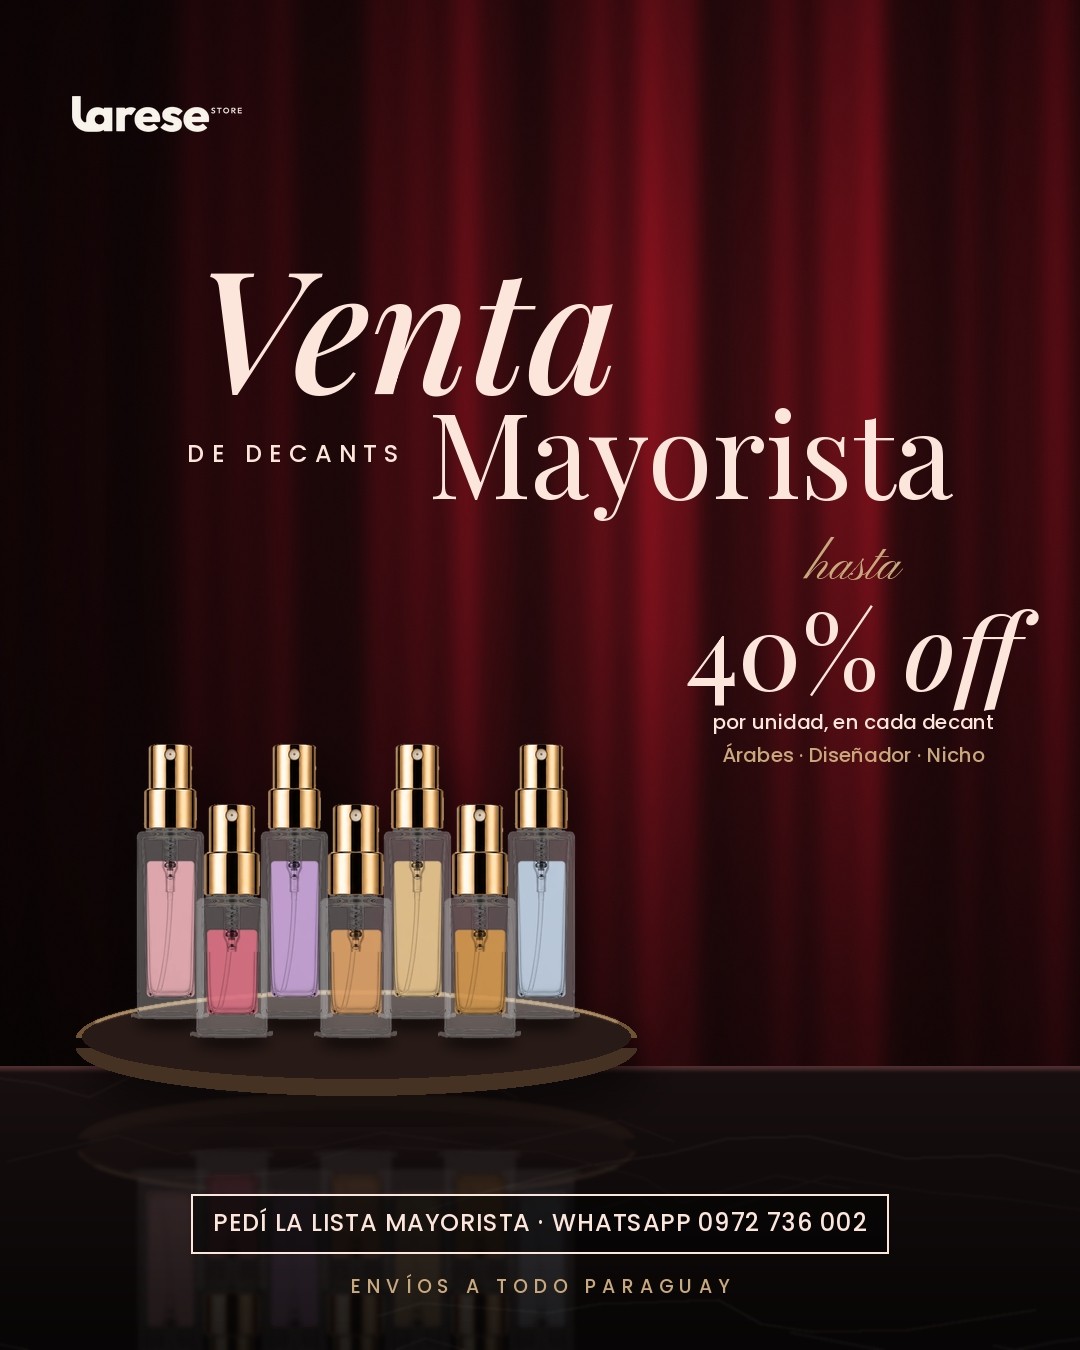 larese STORE
Venta
DE DECANTS Mayorista
hasta
40% off
por unidad, en cada decant
Árabes · Diseñador · Nicho
PEDÍ LA LISTA MAYORISTA · WHATSAPP 0972 736 002
ENVÍOS A TODO PARAGUAY